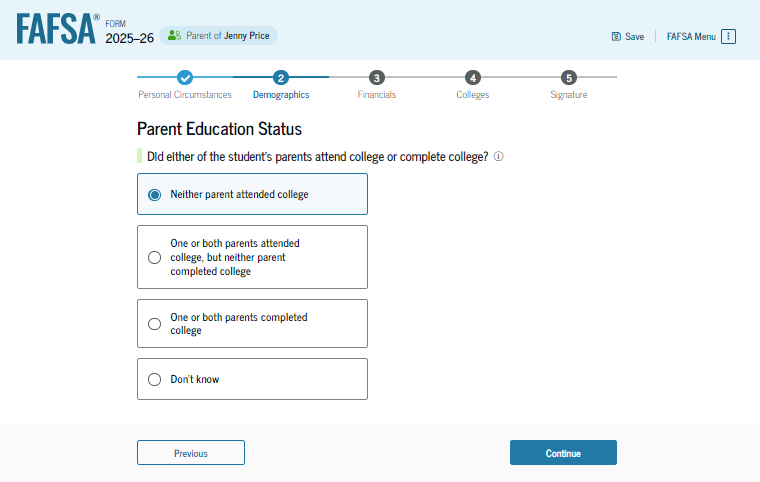 FAFSA®
FORM
2025–26
Parent of Jenny Price
Save
FAFSA Menu
2
3
4
5
Personal Circumstances
Demographics
Financials
Colleges
Signature
Parent Education Status
Did either of the student's parents attend college or complete college?
Neither parent attended college
One or both parents attended
college, but neither parent
completed college
One or both parents completed
college
Don't know
Previous
Continue